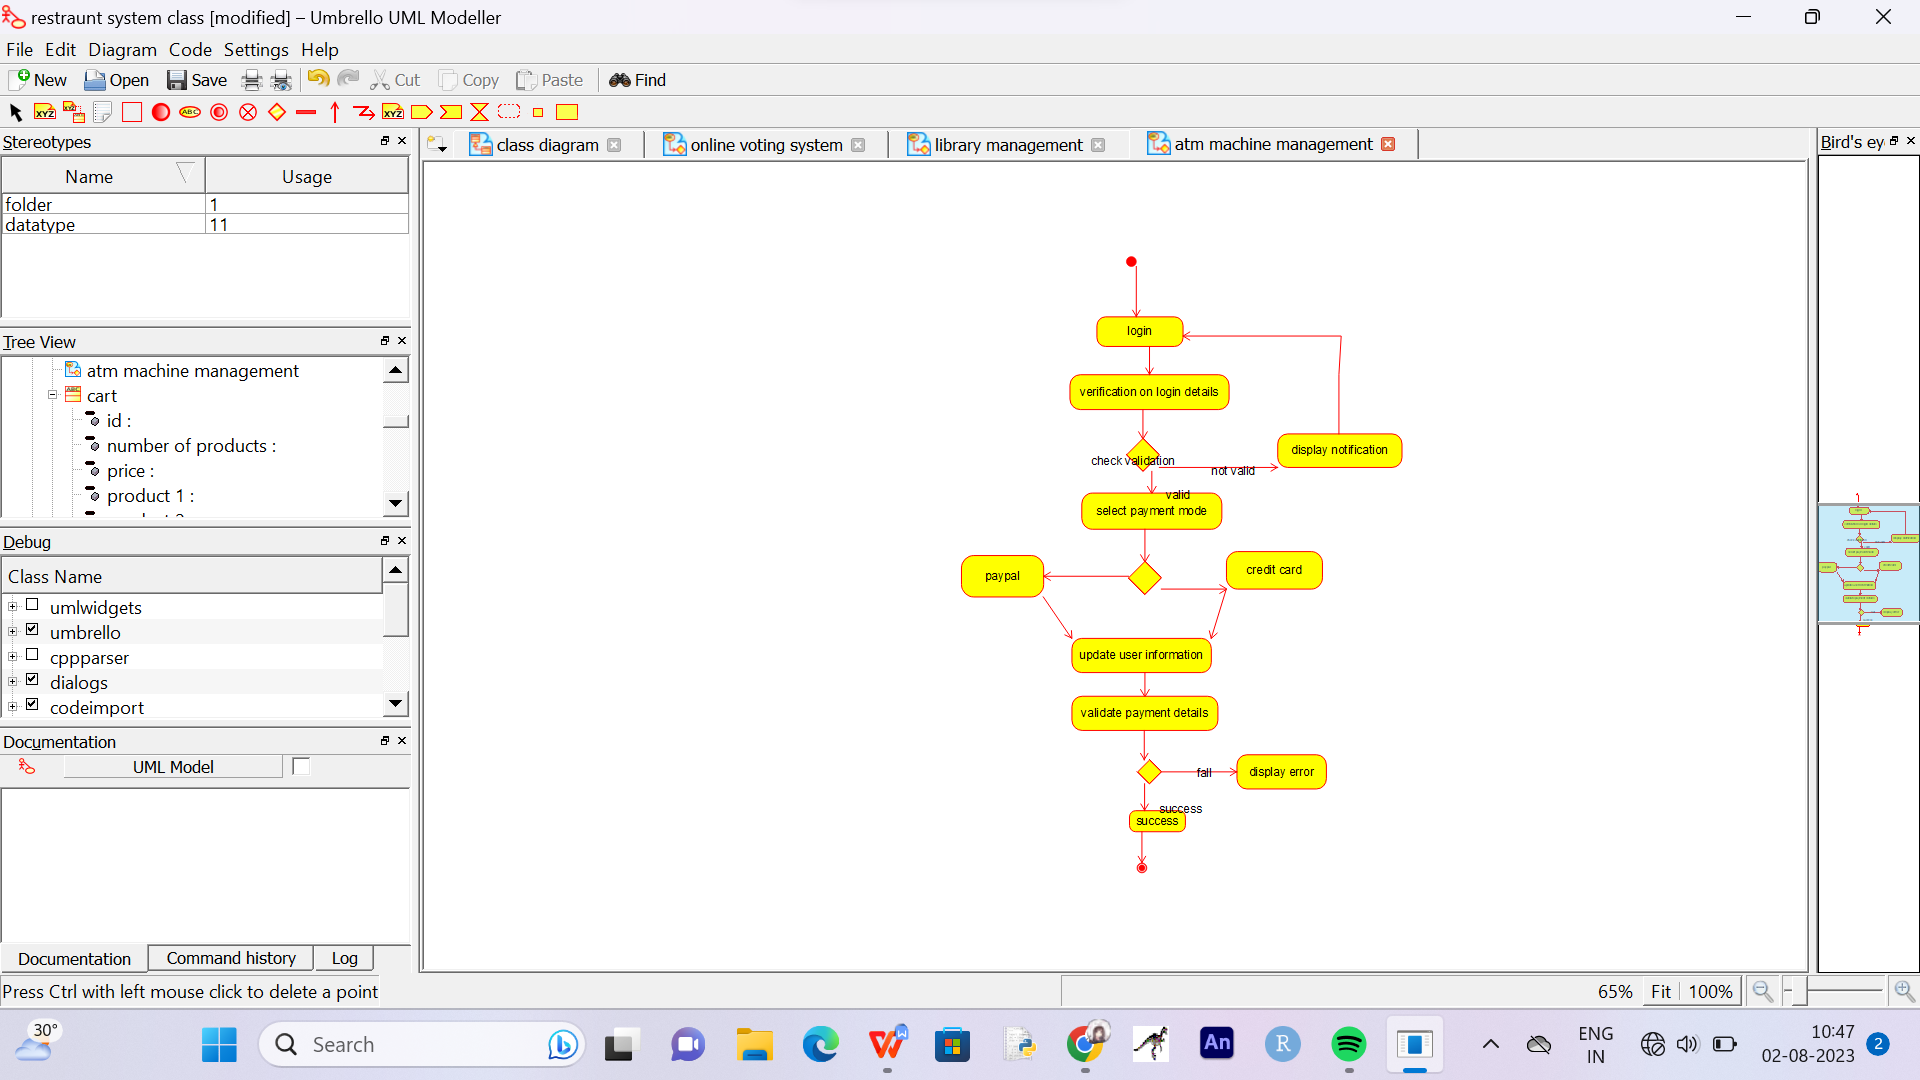 restraunt system class [modified] – Umbrello UML Modeller
File Edit Diagram Code Settings Help
New Open Save Cut Copy Paste Find
XYZ XYZ ABC XYZ
Stereotypes
Name Usage
folder 1
datatype 11
Tree View
atm machine management
cart
id :
number of products :
price :
product 1 :
Debug
Class Name
umlwidgets
umbrello
cppparser
dialogs
codeimport
Documentation
UML Model
Documentation Command history Log
Press Ctrl with left mouse click to delete a point
class diagram online voting system library management atm machine management
login
verification on login details
check validation
not valid
display notification
valid
select payment mode
paypal
credit card
update user information
validate payment details
fail
display error
success
success
Bird's ey
65% Fit 100%
30°
Search
An
R
ENG
IN
10:47
02-08-2023
2